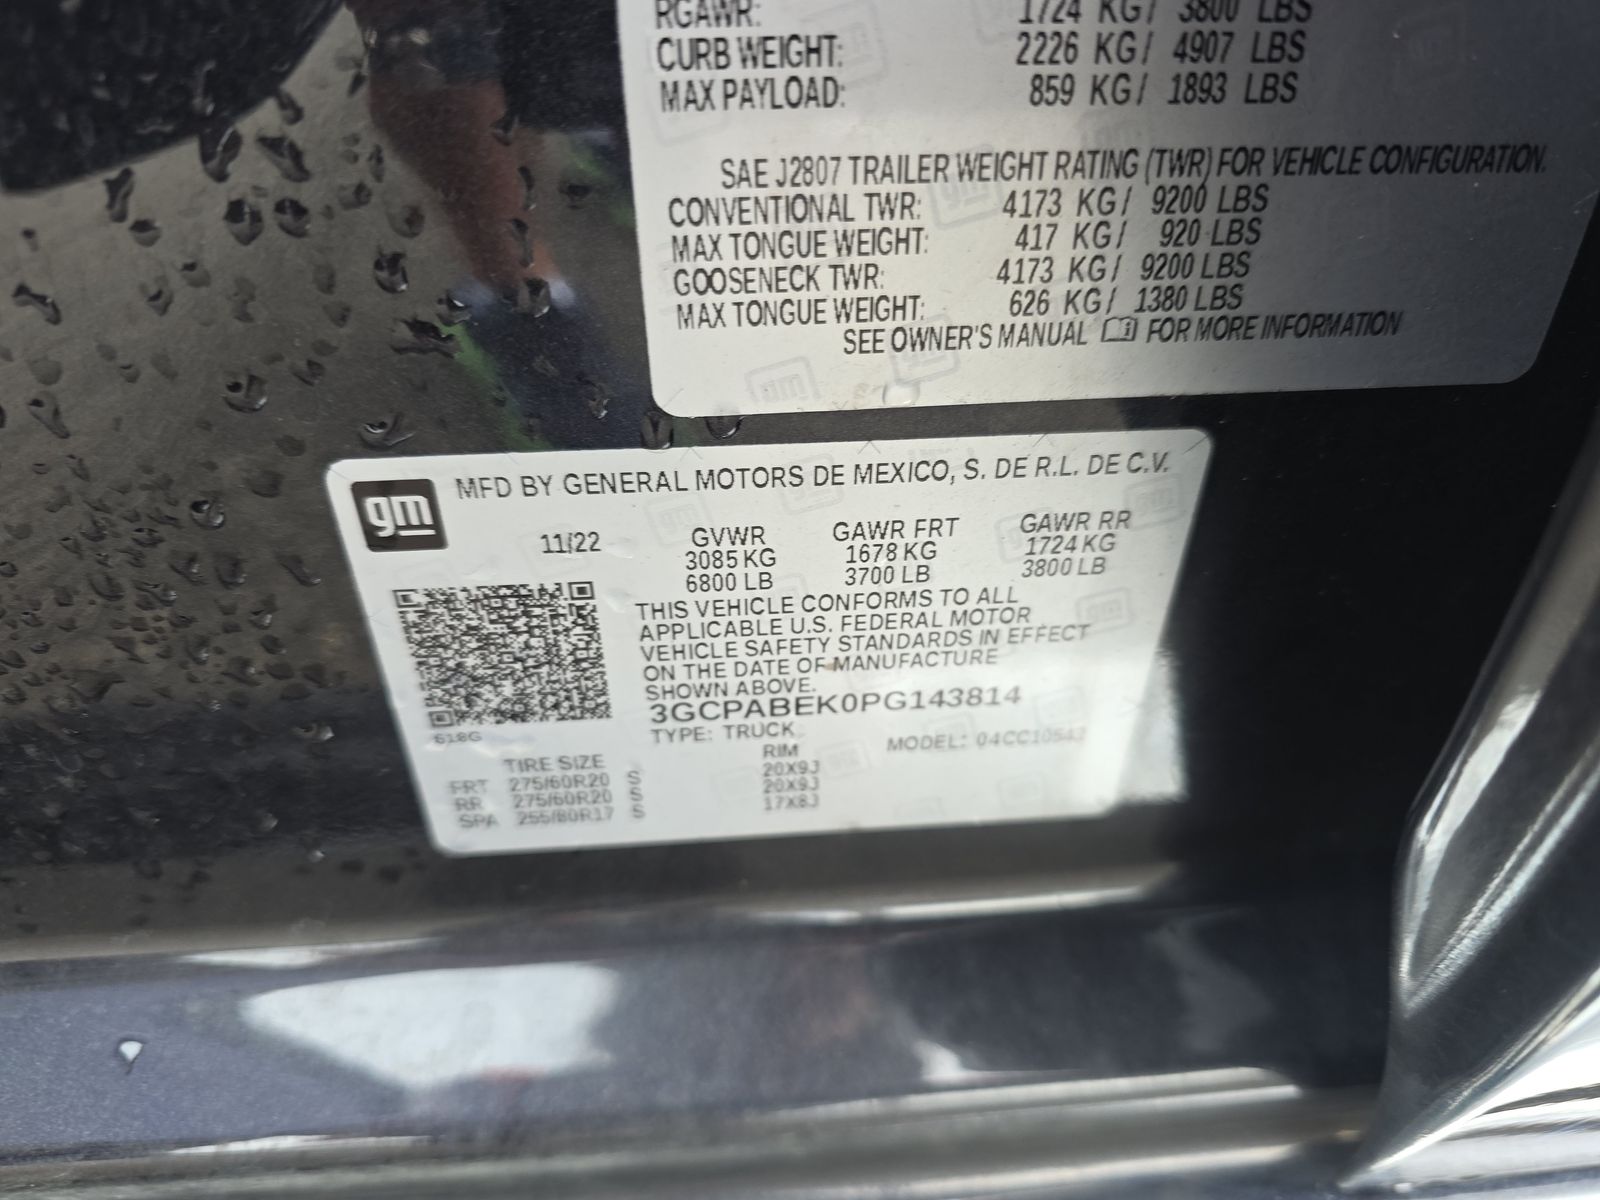 RGAWR: 1724 KG/ 3800 LBS
CURB WEIGHT: 2226 KG/ 4907 LBS
MAX PAYLOAD: 859 KG/ 1893 LBS
SAE J2807 TRAILER WEIGHT RATING (TWR) FOR VEHICLE CONFIGURATION.
CONVENTIONAL TWR: 4173 KG/ 9200 LBS
MAX TONGUE WEIGHT: 417 KG/ 920 LBS
GOOSENECK TWR: 4173 KG/ 9200 LBS
MAX TONGUE WEIGHT: 626 KG/ 1380 LBS
SEE OWNER'S MANUAL FOR MORE INFORMATION
gm MFD BY GENERAL MOTORS DE MEXICO, S. DE R.L. DE C.V.
11/22 GVWR GAWR FRT GAWR RR
3085 KG 1678 KG 1724 KG
6800 LB 3700 LB 3800 LB
THIS VEHICLE CONFORMS TO ALL
APPLICABLE U.S. FEDERAL MOTOR
VEHICLE SAFETY STANDARDS IN EFFECT
ON THE DATE OF MANUFACTURE
SHOWN ABOVE.
3GCPABEK0PG143814
618G
TYPE: TRUCK MODEL: 04CC10543
TIRE SIZE RIM
FRT 275/60R20 S 20X9J
RR 275/60R20 S 20X9J
SPA 255/80R17 S 17X8J